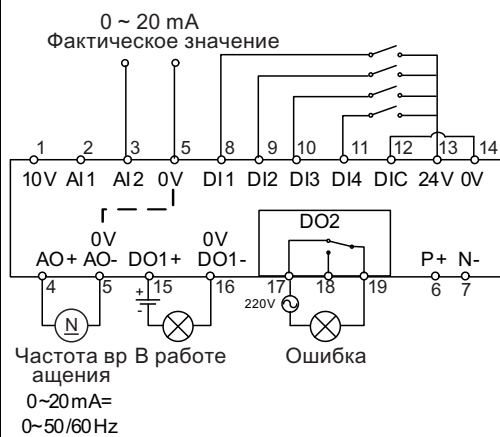 0 ~ 20 mA
Фактическое значение
1 2 3 5 8 9 10 11 12 13 14
10V AI1 AI2 0V DI1 DI2 DI3 DI4 DIC 24V 0V
DO2
0V 0V
AO+ AO- DO1+ DO1- P+ N-
4 5 15 16 17 18 19 6 7
+
-
220V
N
Частота вр В работе Ошибка
ащения
0~20mA=
0~50/60Hz